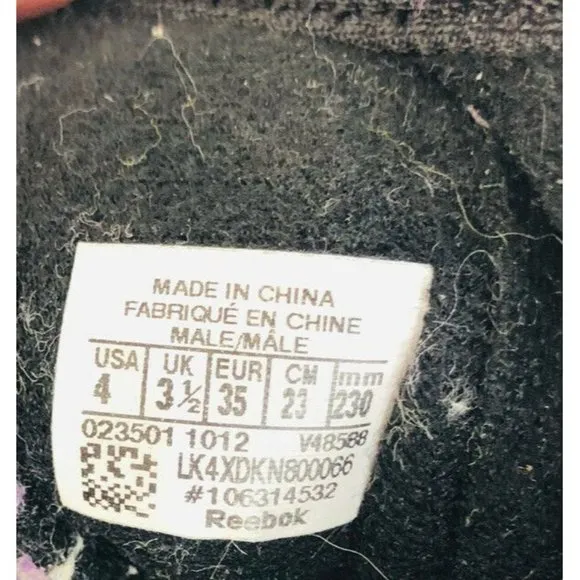 MADE IN CHINA
FABRIQUÉ EN CHINE
MALE/MÂLE
USA UK EUR CM mm
4 3½ 35 23 230
023501 1012 V48588
LK4XDKN800066
#106314532
Reebok